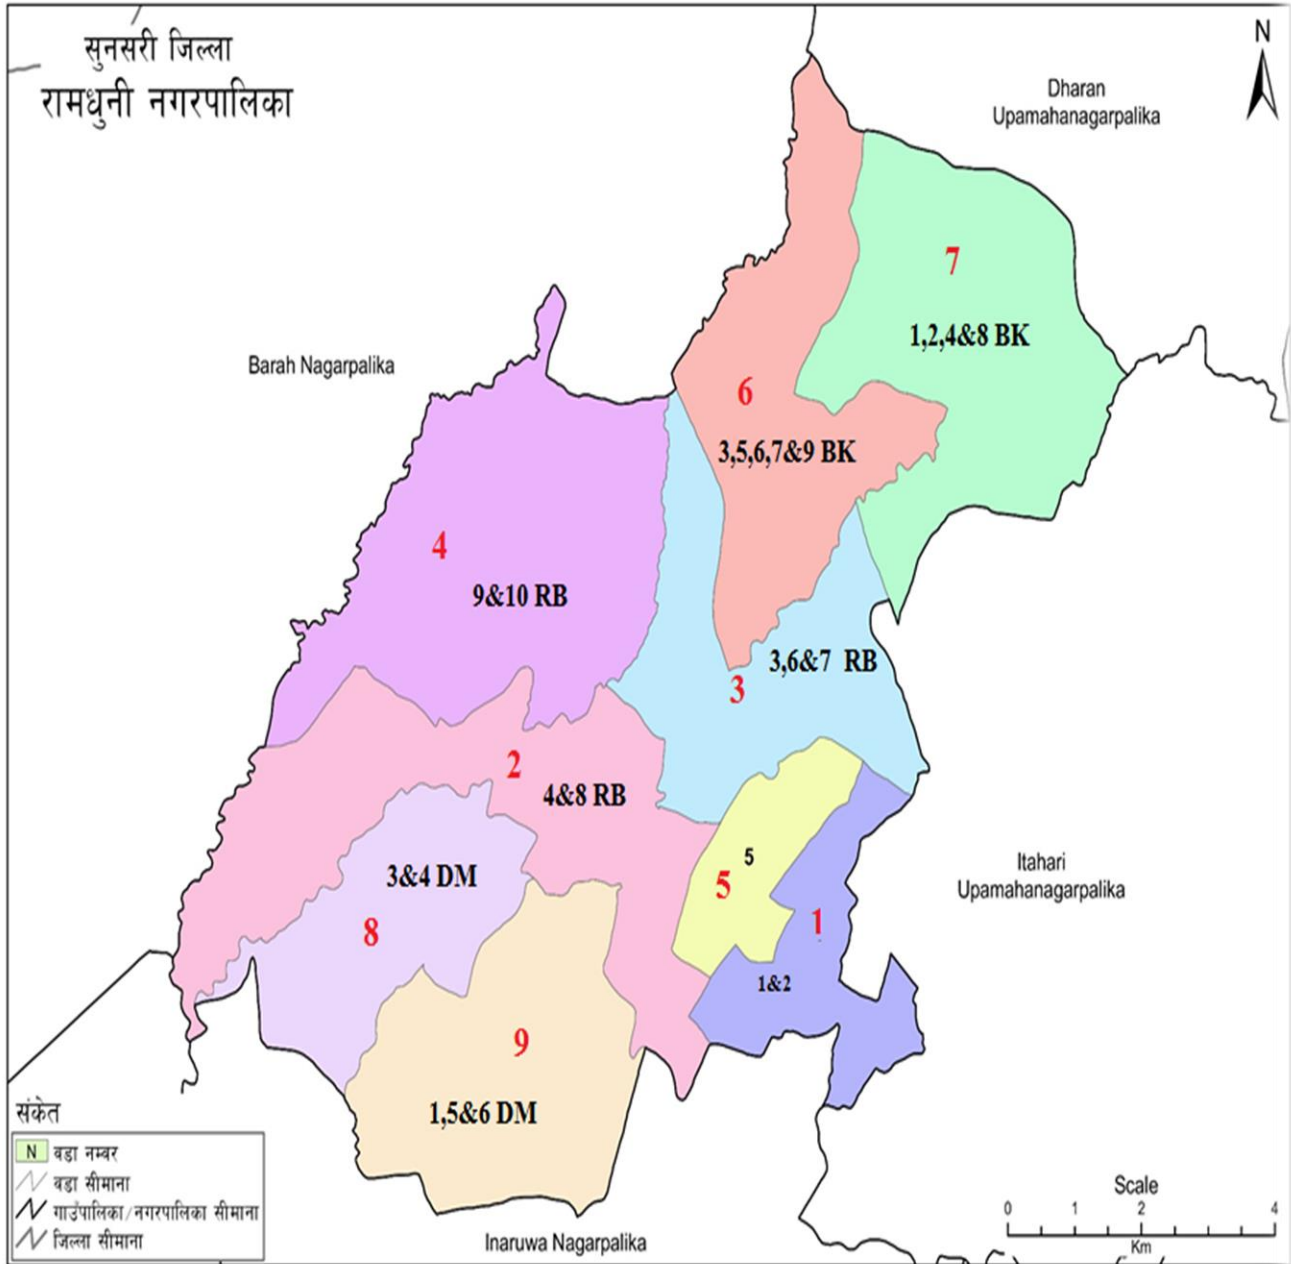 सुनसरी जिल्ला
रामधुनी नगरपालिका
N
Dharan
Upamahanagarpalika
7
1,2,4&8 BK
Barah Nagarpalika
6
3,5,6,7&9 BK
4
9&10 RB
3,6&7 RB
3
2
4&8 RB
5
5
3&4 DM
Itahari
Upamahanagarpalika
8
1
1&2
9
1,5&6 DM
संकेत
N वडा नम्बर
वडा सीमाना
गाउँपालिका/नगरपालिका सीमाना
जिल्ला सीमाना
Scale
0 1 2 4
Km
Inaruwa Nagarpalika